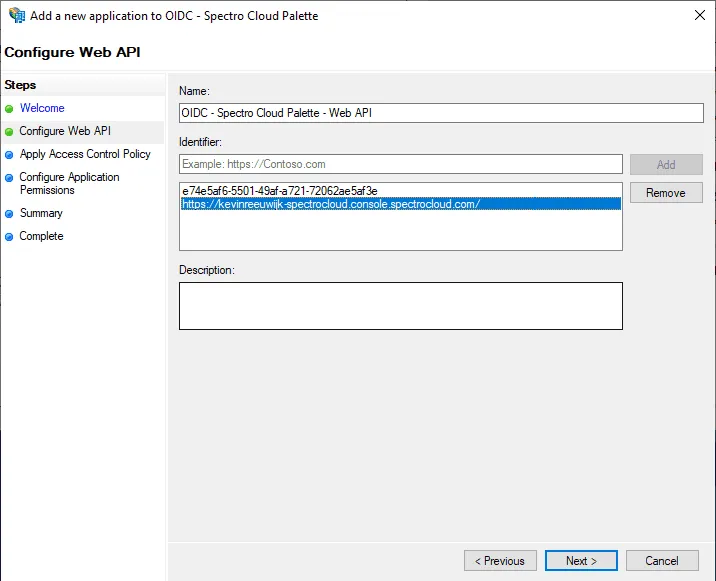 Add a new application to OIDC - Spectro Cloud Palette
Configure Web API
Steps
Welcome
Configure Web API
Apply Access Control Policy
Configure Application
Permissions
Summary
Complete
Name:
OIDC - Spectro Cloud Palette - Web API
Identifier:
Example: https://Contoso.com
Add
e74e5af6-5501-49af-a721-72062ae5af3e
https://kevinreeuwijk-spectrocloud.console.spectrocloud.com/
Remove
Description:
< Previous
Next >
Cancel